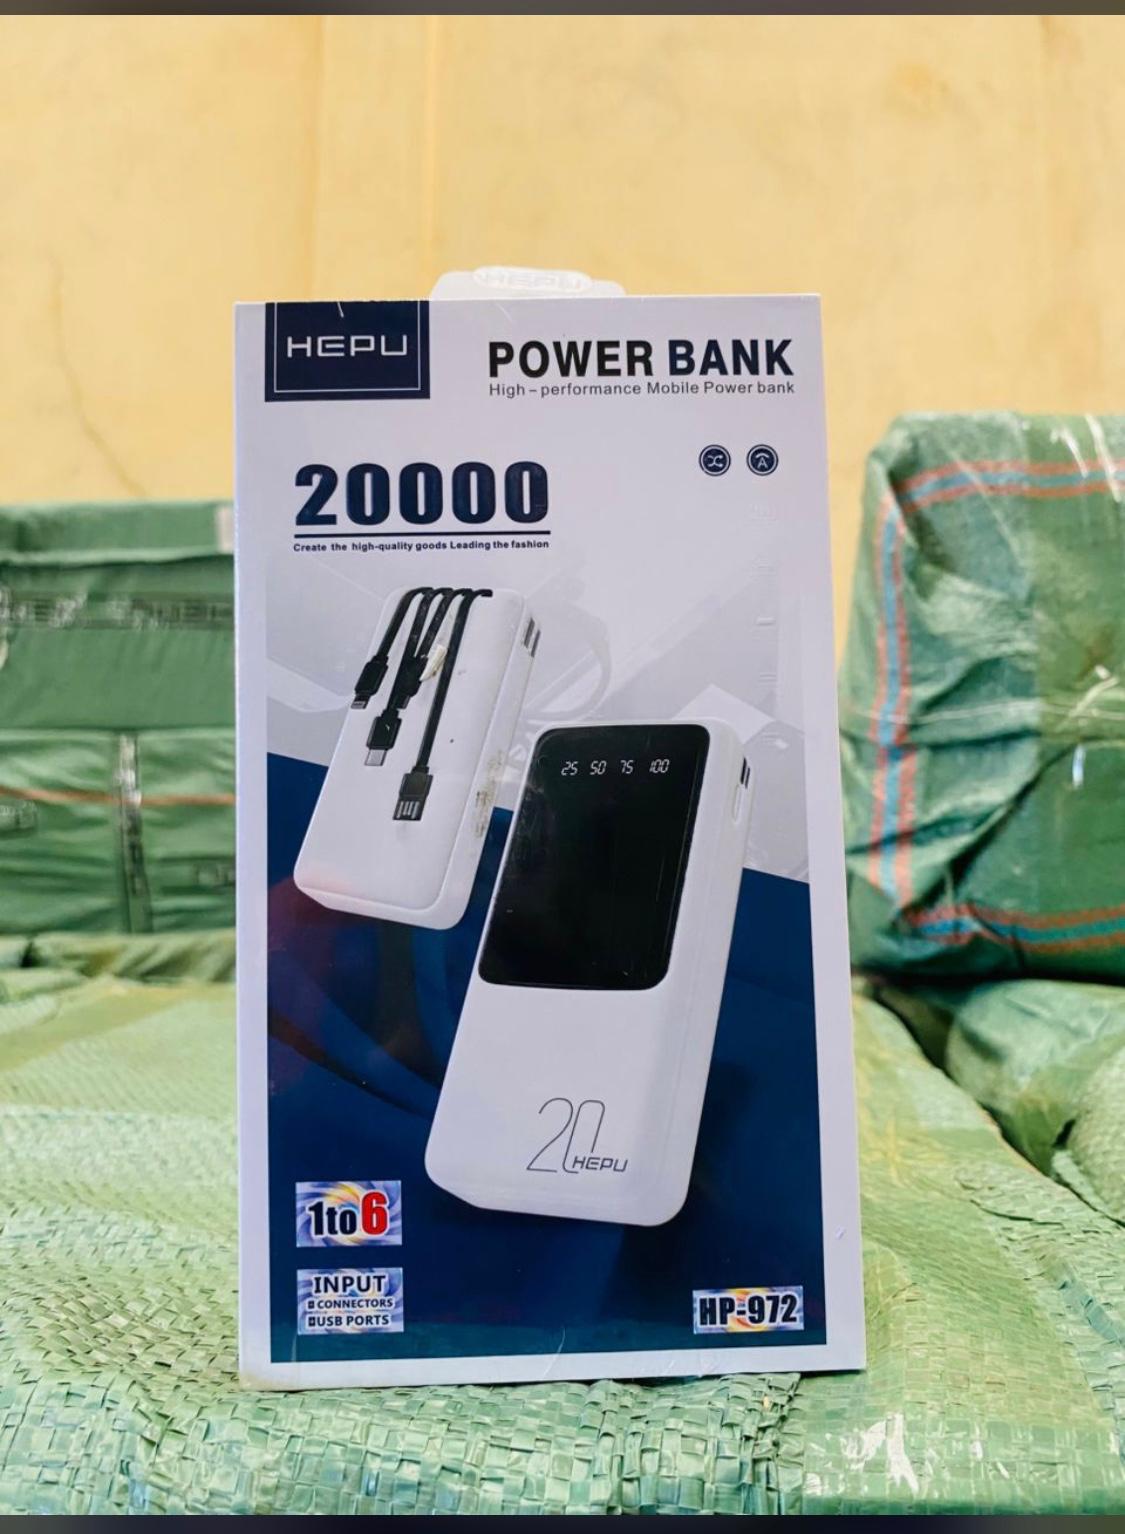 HEPU
HEPU
POWER BANK
High – performance Mobile Power bank
20000
Create the high-quality goods Leading the fashion
25 50 75 100
20
HEPU
1to6
INPUT
CONNECTORS
USB PORTS
HP-972